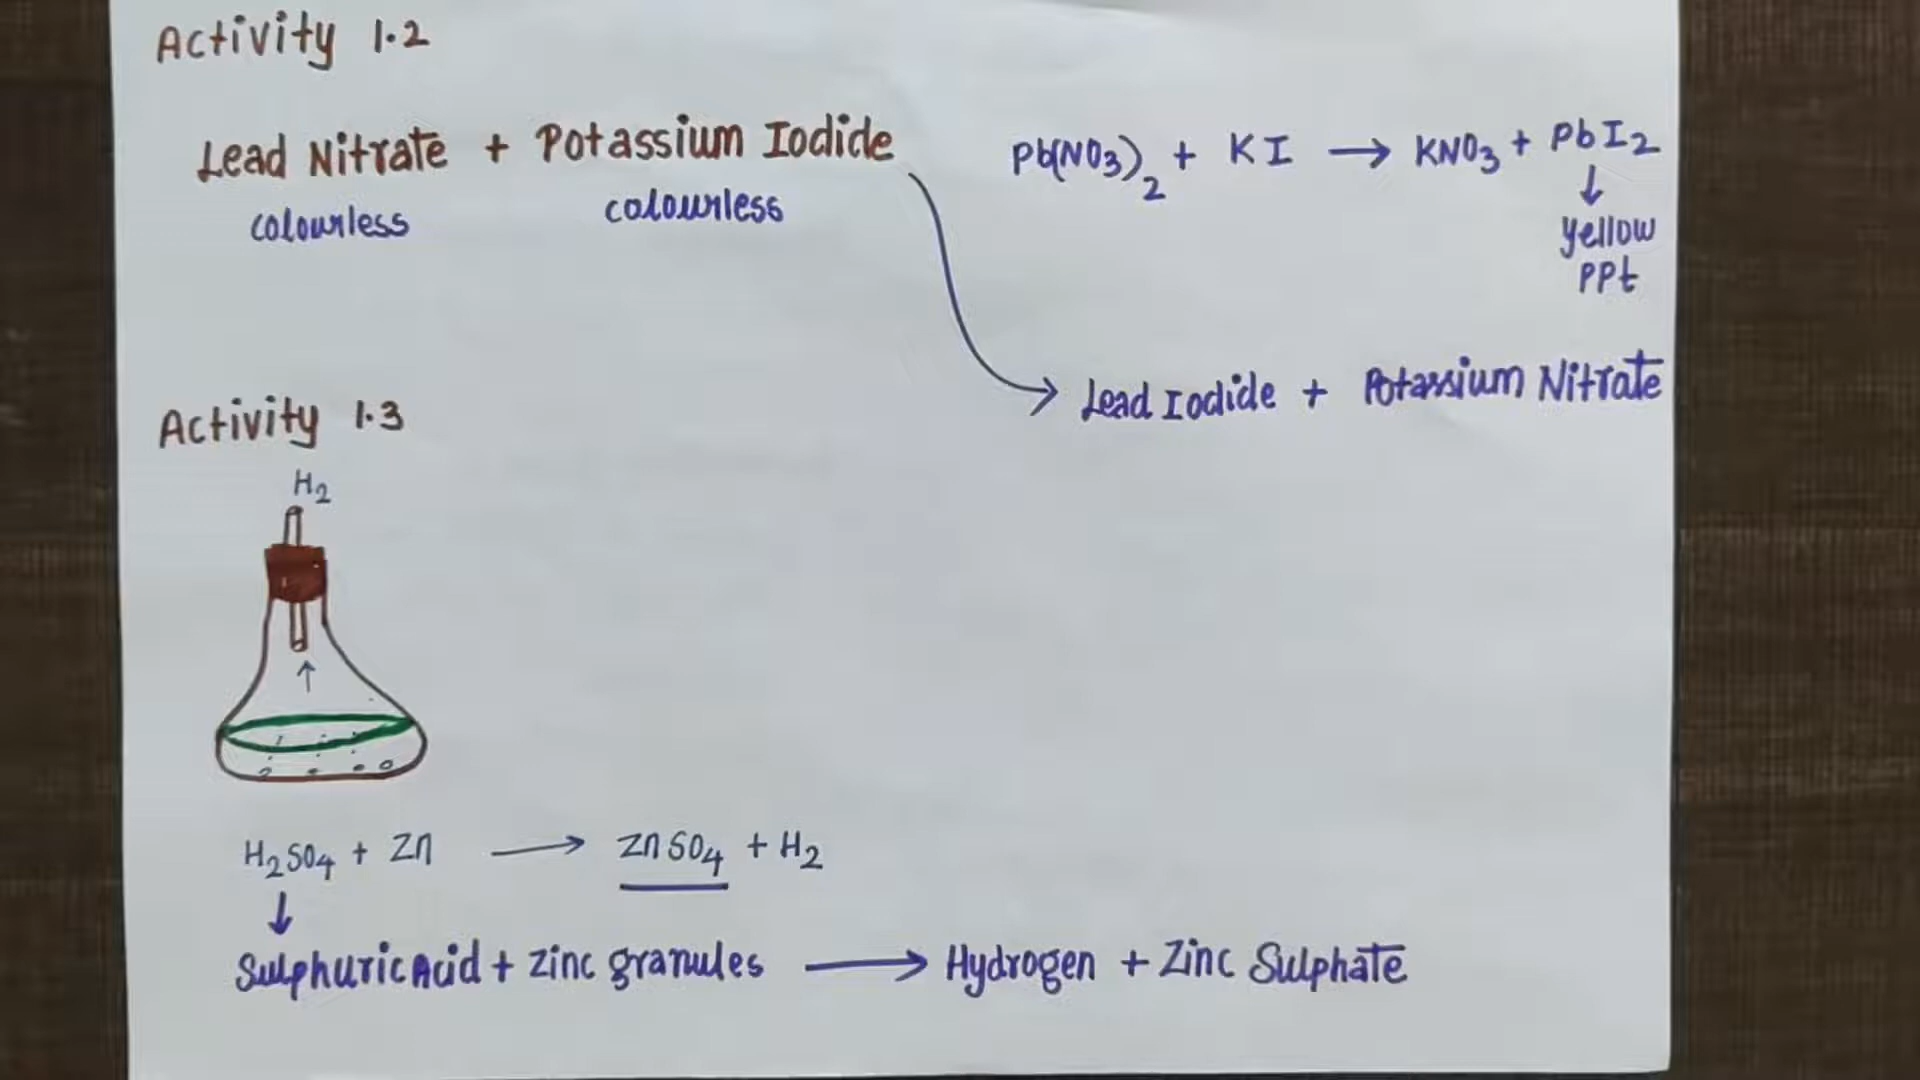 Activity 1.2
Lead Nitrate + Potassium Iodide
colourless colourless
Pb(NO3)2 + KI → KNO3 + PbI2
↓
yellow
PPt
→ Lead Iodide + Potassium Nitrate
Activity 1.3
H2
↑
H2SO4 + Zn → ZnSO4 + H2
↓
Sulphuric Acid + Zinc granules → Hydrogen + Zinc Sulphate